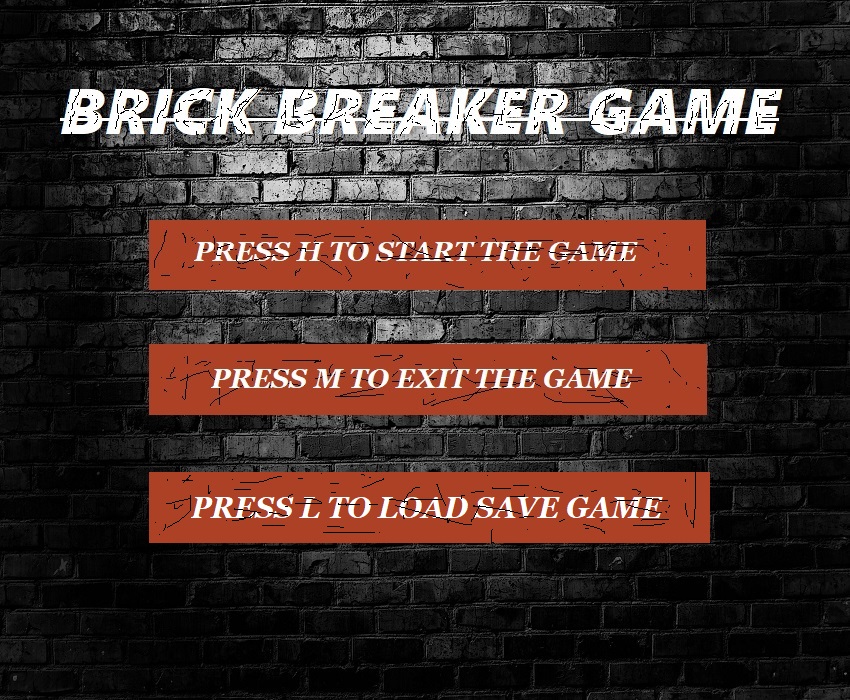 BRICK BREAKER GAME
PRESS H TO START THE GAME
PRESS M TO EXIT THE GAME
PRESS L TO LOAD SAVE GAME